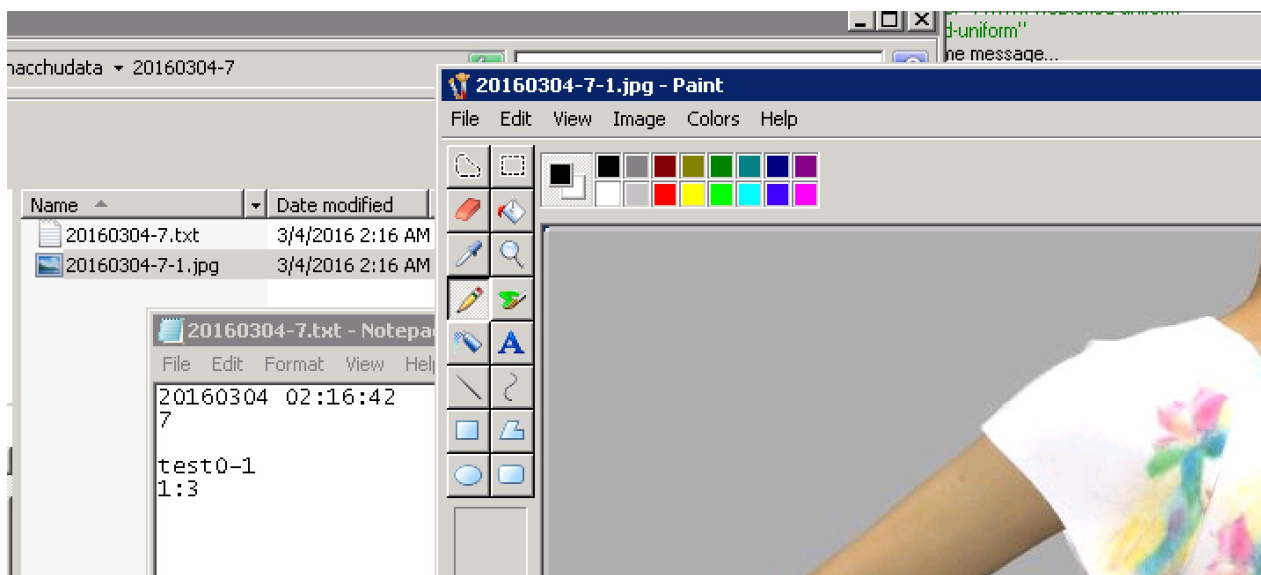 d-uniform"
ne message...
nacchudata 20160304-7
20160304-7-1.jpg - Paint
File Edit View Image Colors Help
Name Date modified
20160304-7.txt 3/4/2016 2:16 AM
20160304-7-1.jpg 3/4/2016 2:16 AM
20160304-7.txt - Notepa
File Edit Format View Help
20160304 02:16:42
7
test0-1
1:3
A